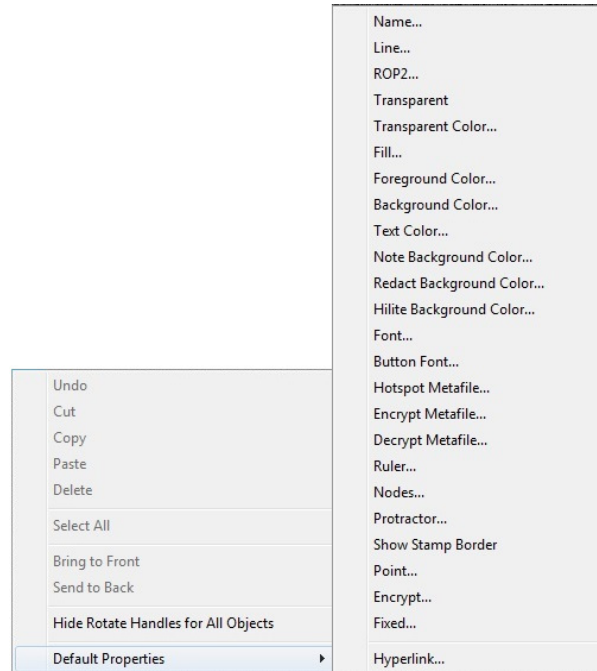 Name...
Line...
ROP2...
Transparent
Transparent Color...
Fill...
Foreground Color...
Background Color...
Text Color...
Note Background Color...
Redact Background Color...
Hilite Background Color...
Font...
Button Font...
Hotspot Metafile...
Encrypt Metafile...
Decrypt Metafile...
Ruler...
Nodes...
Protractor...
Show Stamp Border
Point...
Encrypt...
Fixed...
Hyperlink...
Undo
Cut
Copy
Paste
Delete
Select All
Bring to Front
Send to Back
Hide Rotate Handles for All Objects
Default Properties